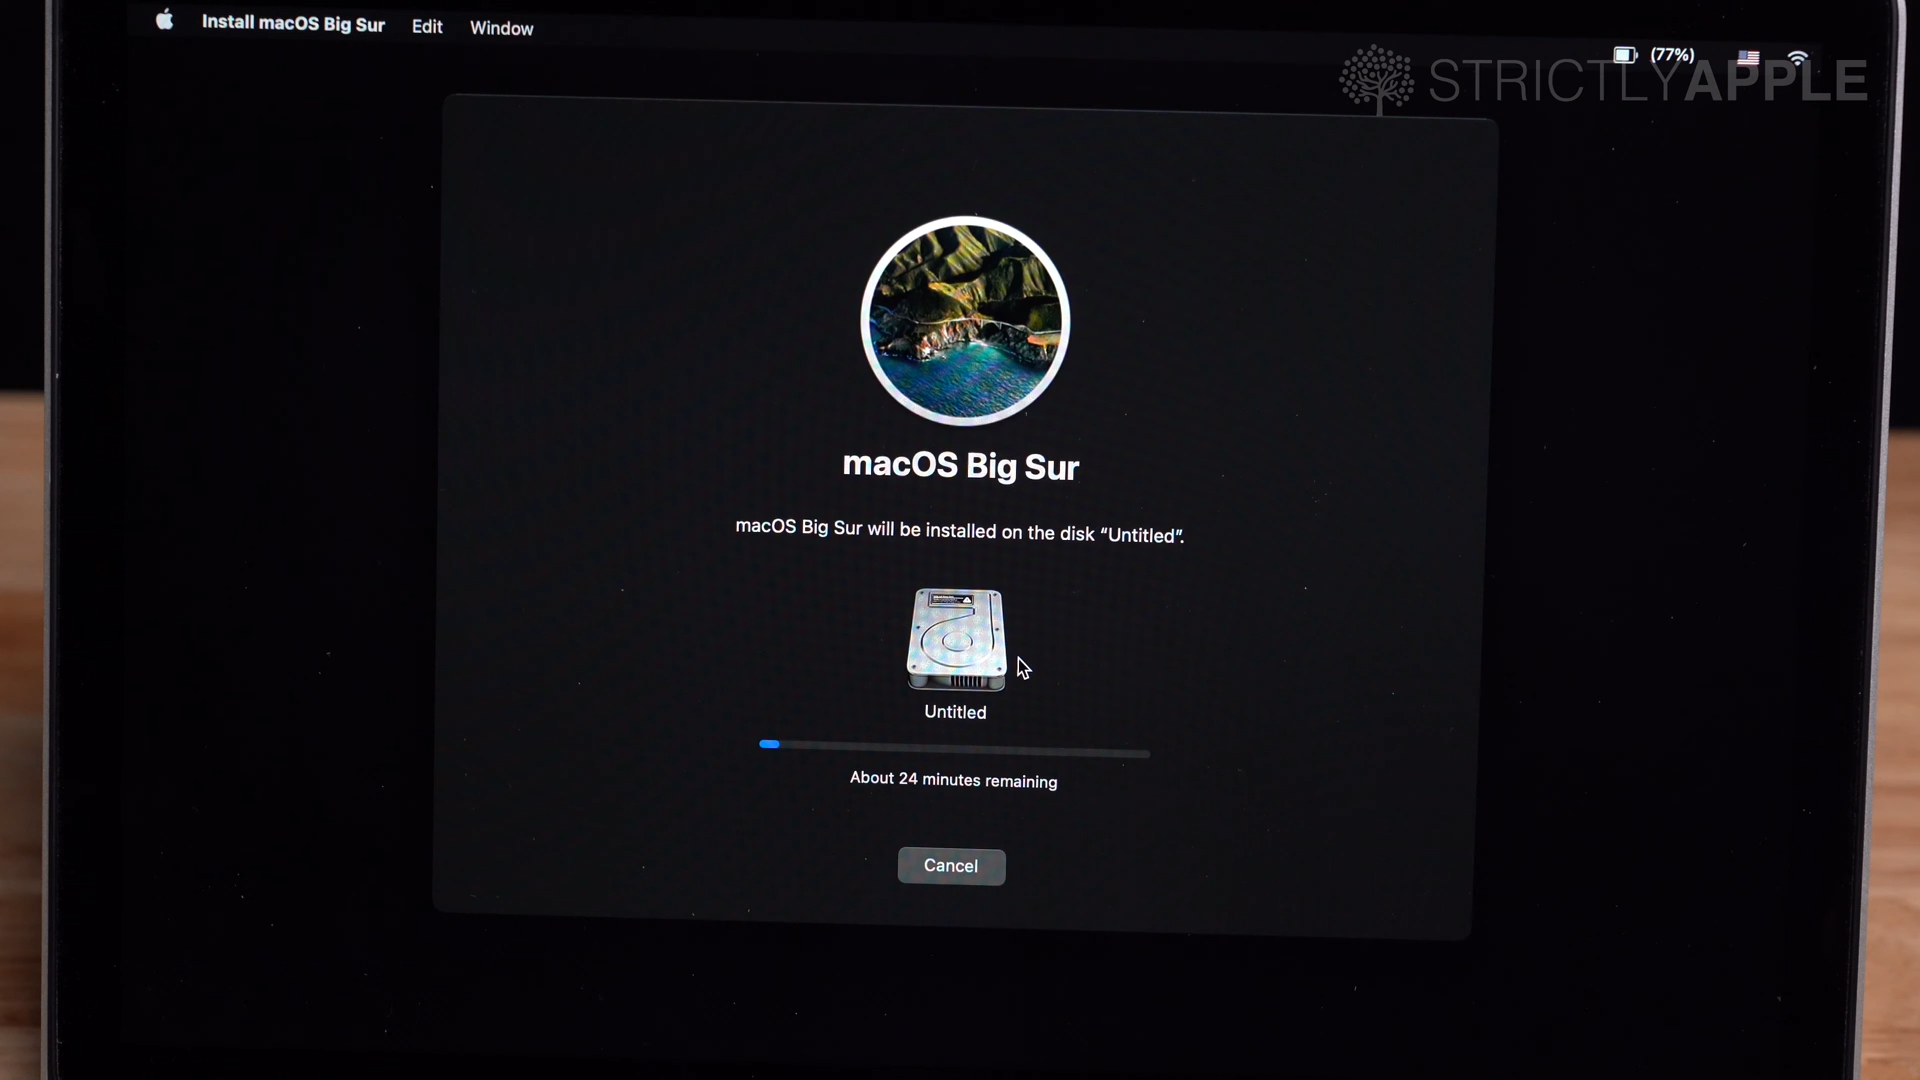 Install macOS Big Sur Edit Window
(77%)
STRICTLYAPPLE
macOS Big Sur
macOS Big Sur will be installed on the disk “Untitled”.
Untitled
About 24 minutes remaining
Cancel